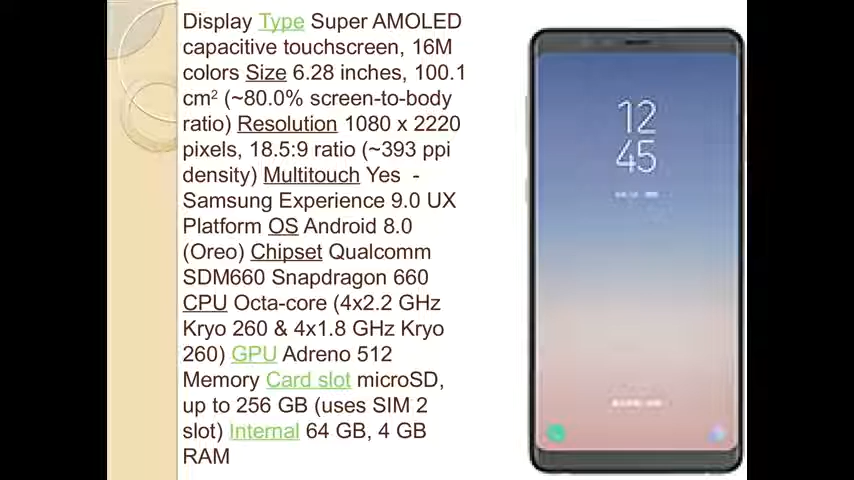 Display Type Super AMOLED
capacitive touchscreen, 16M
colors Size 6.28 inches, 100.1
cm² (~80.0% screen-to-body
ratio) Resolution 1080 x 2220
pixels, 18.5:9 ratio (~393 ppi
density) Multitouch Yes -
Samsung Experience 9.0 UX
Platform OS Android 8.0
(Oreo) Chipset Qualcomm
SDM660 Snapdragon 660
CPU Octa-core (4x2.2 GHz
Kryo 260 & 4x1.8 GHz Kryo
260) GPU Adreno 512
Memory Card slot microSD,
up to 256 GB (uses SIM 2
slot) Internal 64 GB, 4 GB
RAM
12
45